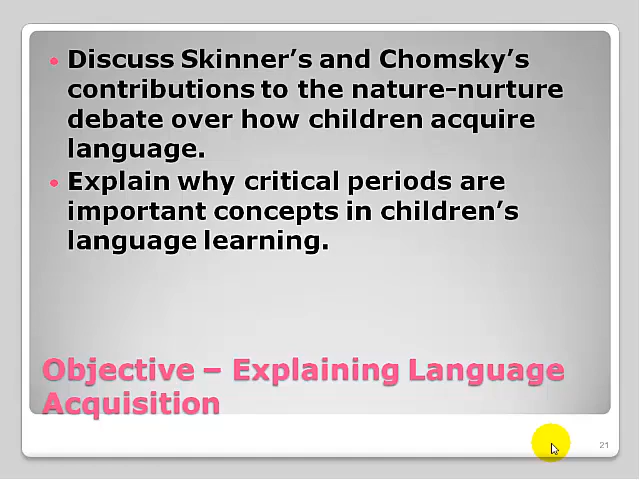 • Discuss Skinner’s and Chomsky’s
contributions to the nature-nurture
debate over how children acquire
language.
• Explain why critical periods are
important concepts in children’s
language learning.
Objective – Explaining Language
Acquisition
21